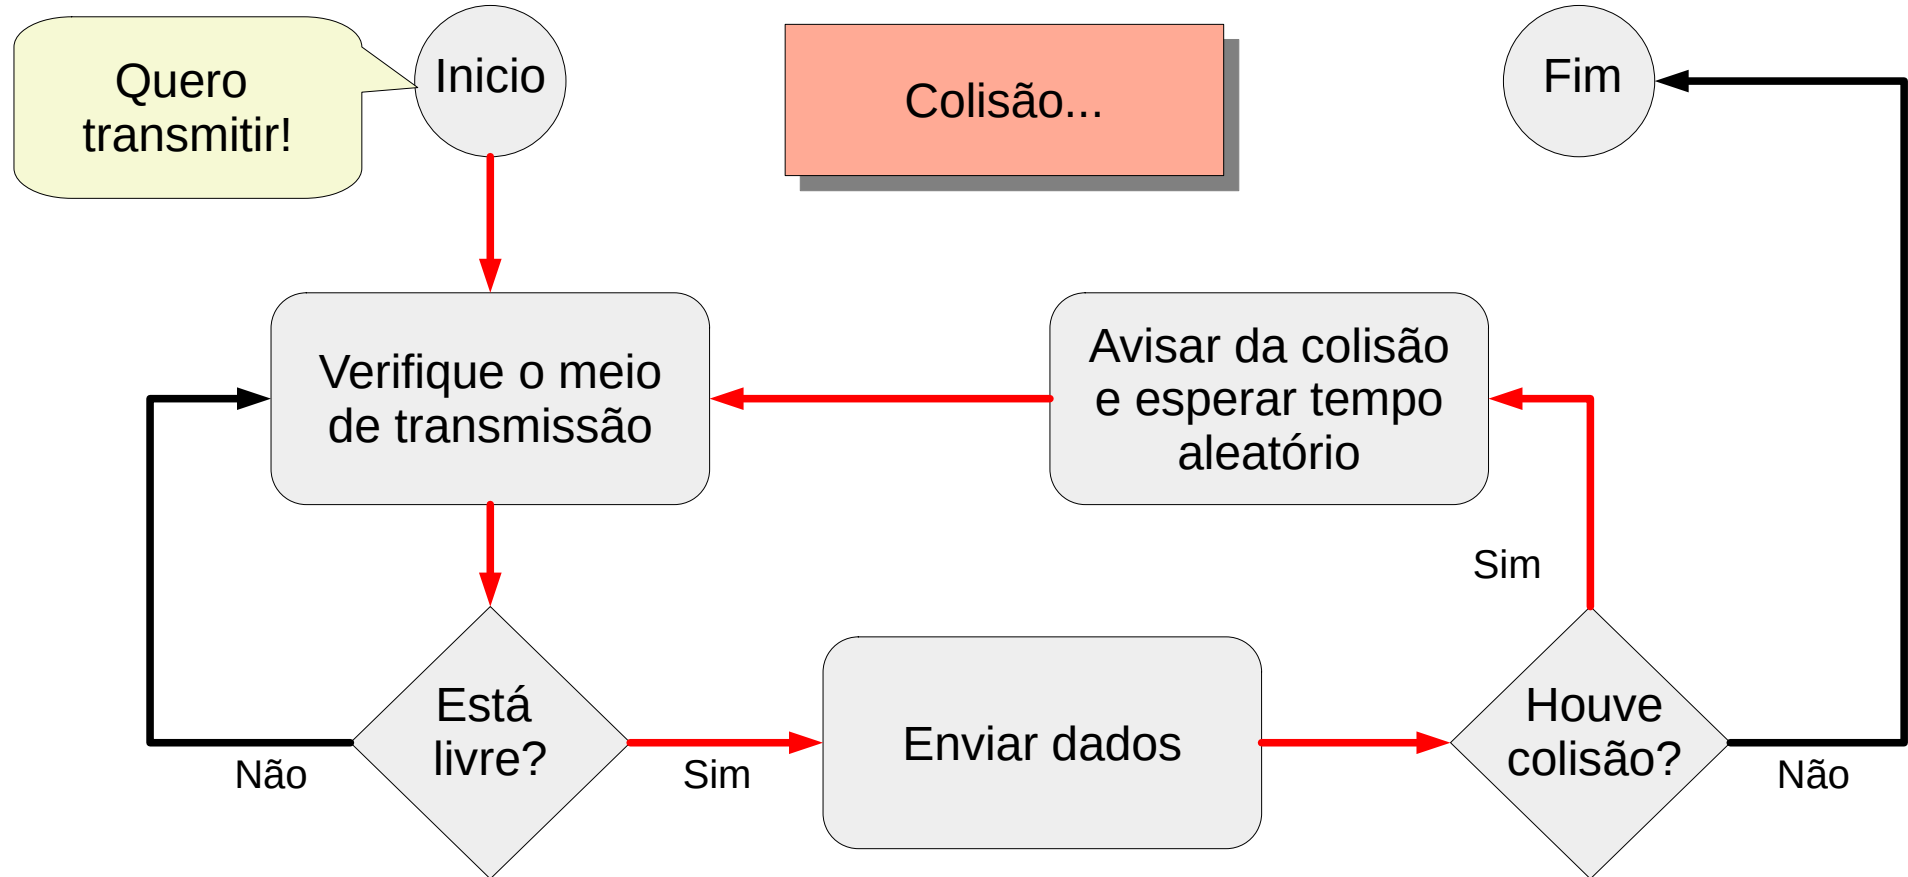 Quero
transmitir!
Inicio
Colisão...
Fim
Verifique o meio
de transmissão
Avisar da colisão
e esperar tempo
aleatório
Sim
Está
livre?
Não
Sim
Enviar dados
Houve
colisão?
Não